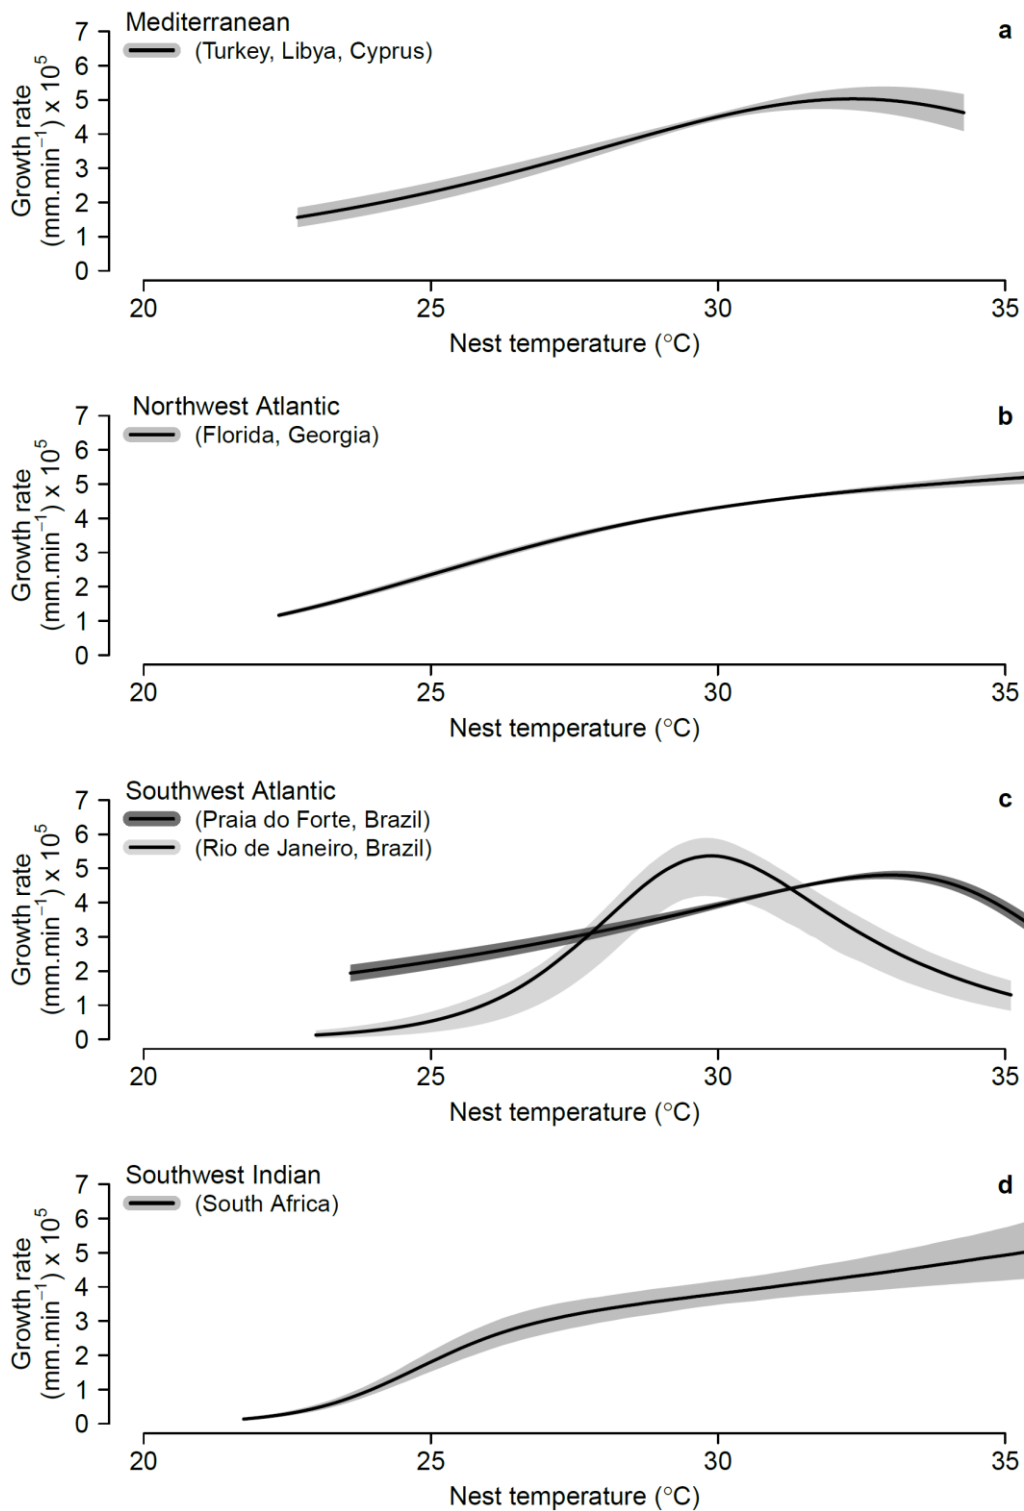 Mediterranean
(Turkey, Libya, Cyprus)
a
Growth rate
(mm.min⁻¹) x 10⁵
7
6
5
4
3
2
1
0
20 25 30 35
Nest temperature (°C)
Northwest Atlantic
(Florida, Georgia)
b
Growth rate
(mm.min⁻¹) x 10⁵
7
6
5
4
3
2
1
0
20 25 30 35
Nest temperature (°C)
Southwest Atlantic
(Praia do Forte, Brazil)
(Rio de Janeiro, Brazil)
c
Growth rate
(mm.min⁻¹) x 10⁵
7
6
5
4
3
2
1
0
20 25 30 35
Nest temperature (°C)
Southwest Indian
(South Africa)
d
Growth rate
(mm.min⁻¹) x 10⁵
7
6
5
4
3
2
1
0
20 25 30 35
Nest temperature (°C)